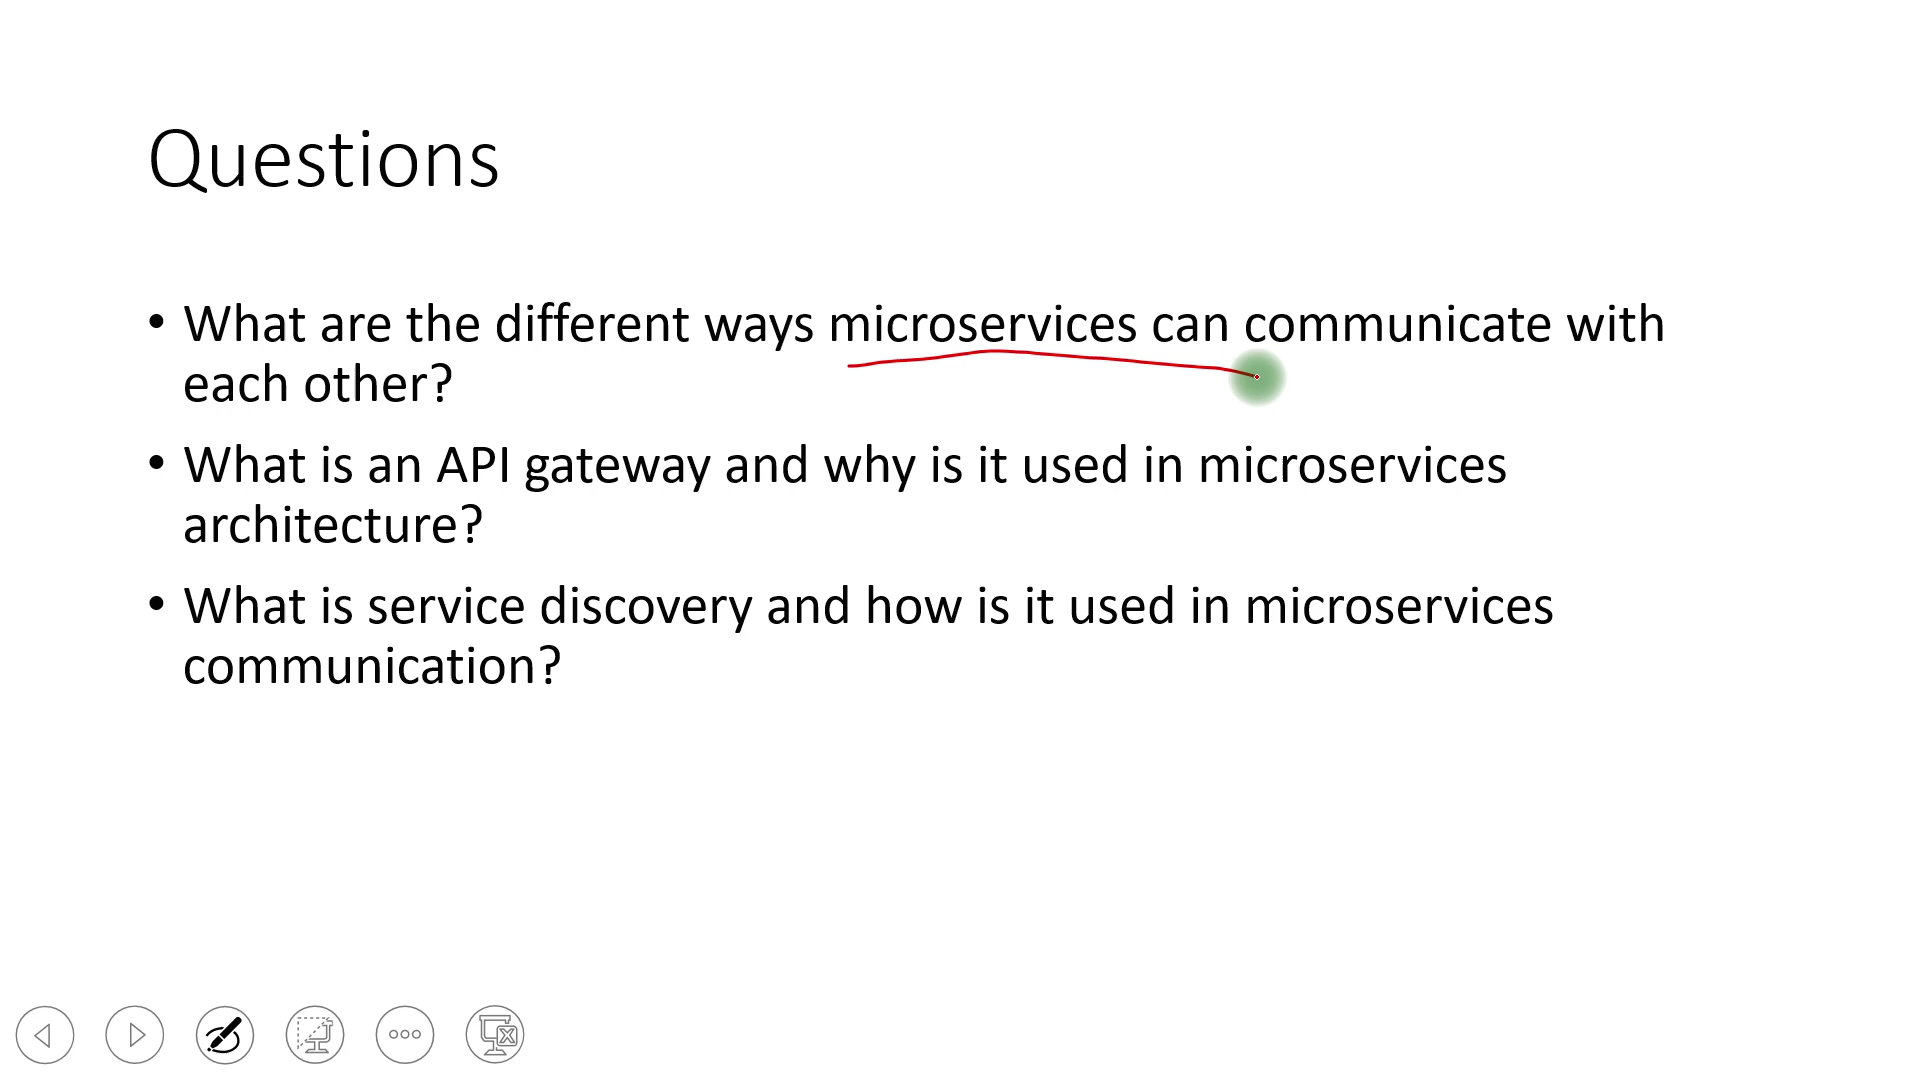 Questions
• What are the different ways microservices can communicate with
each other?
• What is an API gateway and why is it used in microservices
architecture?
• What is service discovery and how is it used in microservices
communication?